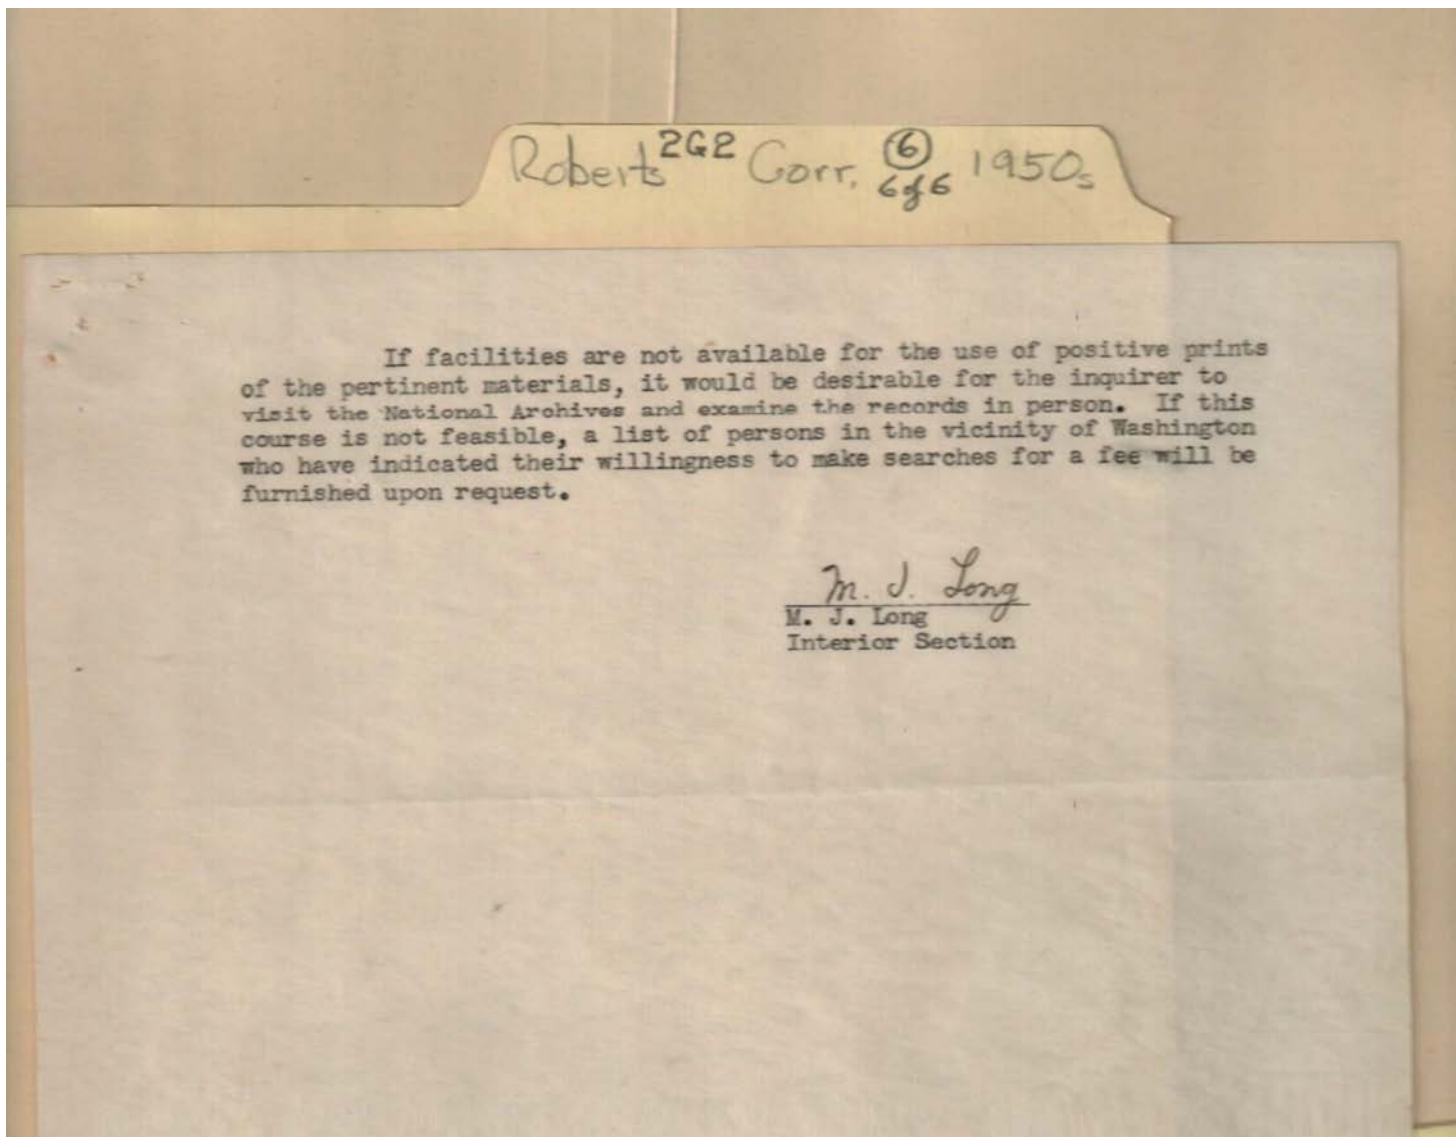 Roberts 2G2 Corr. 6 1950s
6 of 6
If facilities are not available for the use of positive prints
of the pertinent materials, it would be desirable for the inquirer to
visit the National Archives and examine the records in person. If this
course is not feasible, a list of persons in the vicinity of Washington
who have indicated their willingness to make searches for a fee will be
furnished upon request.
M. J. Long
M. J. Long
Interior Section